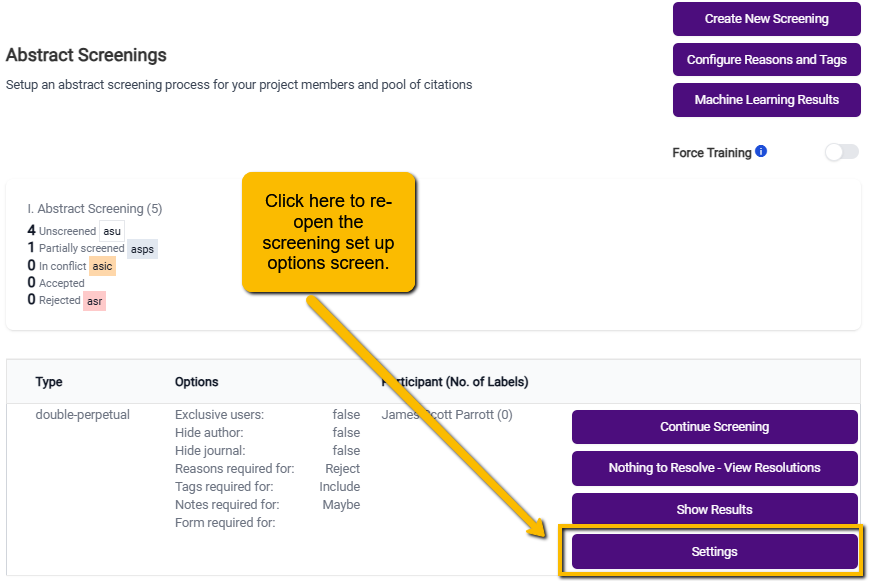 Create New Screening
Abstract Screenings
Configure Reasons and Tags
Setup an abstract screening process for your project members and pool of citations
Machine Learning Results
Force Training i
Click here to re-
open the
screening set up
options screen.
I. Abstract Screening (5)
4 Unscreened asu
1 Partially screened asps
0 In conflict asic
0 Accepted
0 Rejected asr
Type Options Participant (No. of Labels)
double-perpetual Exclusive users: false James Scott Parrott (0)
Hide author: false
Hide journal: false
Reasons required for: Reject
Tags required for: Include
Notes required for: Maybe
Form required for:
Continue Screening
Nothing to Resolve - View Resolutions
Show Results
Settings